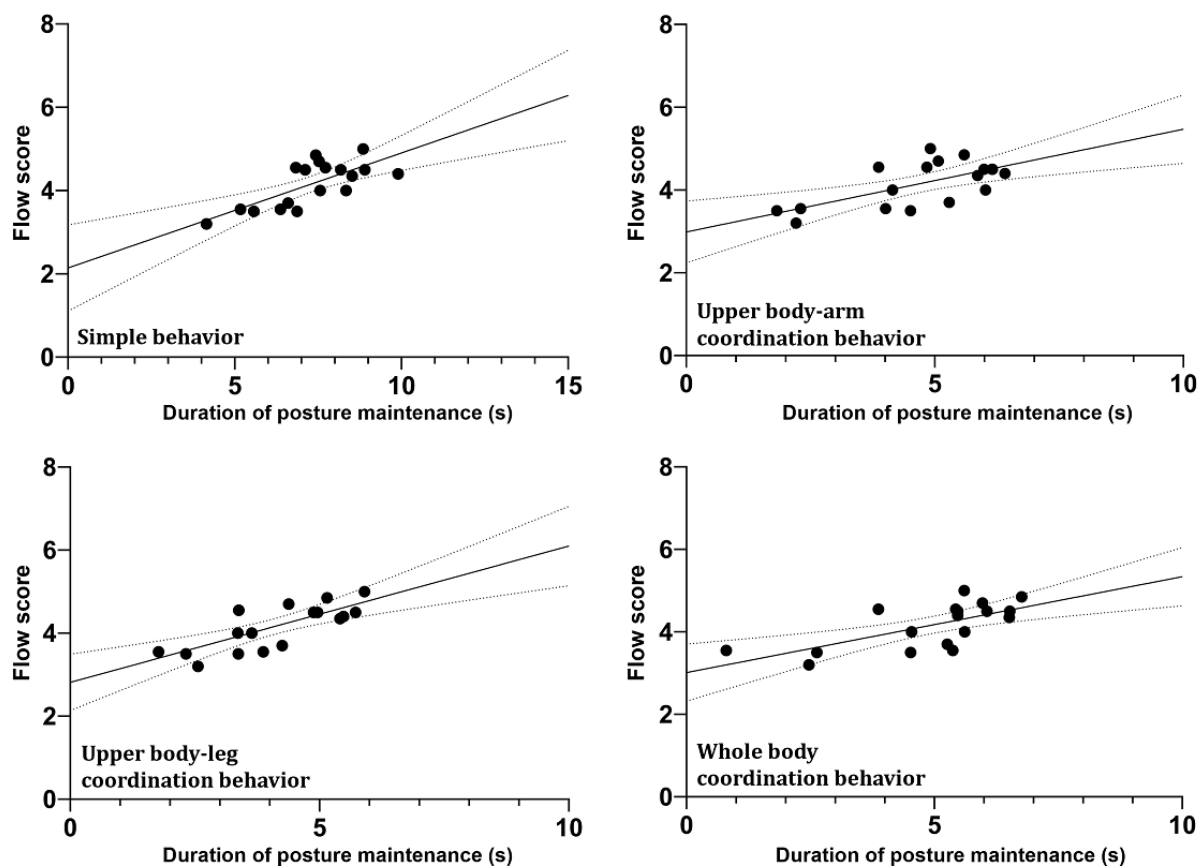 8
6
4
2
0
Flow score
Simple behavior
0
5
10
15
Duration of posture maintenance (s)
8
6
4
2
0
Flow score
Upper body-arm
coordination behavior
0
5
10
Duration of posture maintenance (s)
8
6
4
2
0
Flow score
Upper body-leg
coordination behavior
0
5
10
Duration of posture maintenance (s)
8
6
4
2
0
Flow score
Whole body
coordination behavior
0
5
10
Duration of posture maintenance (s)